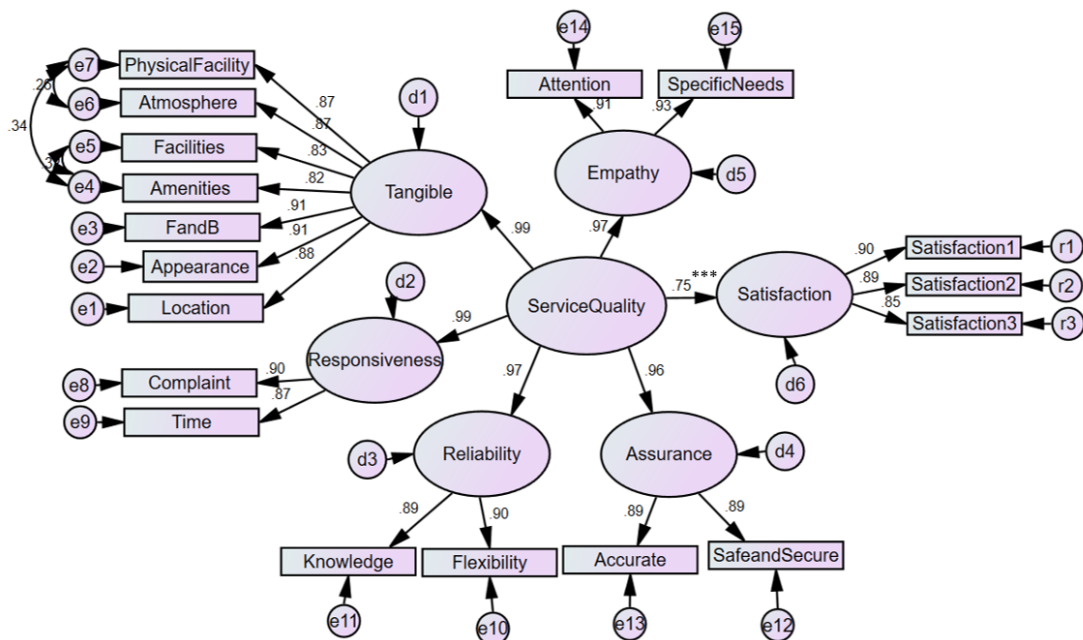 e14
e15
e7
PhysicalFacility
Attention
SpecificNeeds
.26
e6
Atmosphere
d1
.87
.91
.93
.34
e5
Facilities
.87
.83
Empathy
d5
e4
Amenities
.82
Tangible
e3
FandB
.91
.91
.99
.97
e2
Appearance
.88
d2
.90
Satisfaction1
r1
e1
Location
ServiceQuality
.75
***
Satisfaction
.89
Satisfaction2
r2
.85
Satisfaction3
r3
.99
Responsiveness
e8
Complaint
.90
.97
.96
d6
e9
Time
.87
d3
Reliability
Assurance
d4
.89
.90
.89
.89
Knowledge
Flexibility
Accurate
SafeandSecure
e11
e10
e13
e12